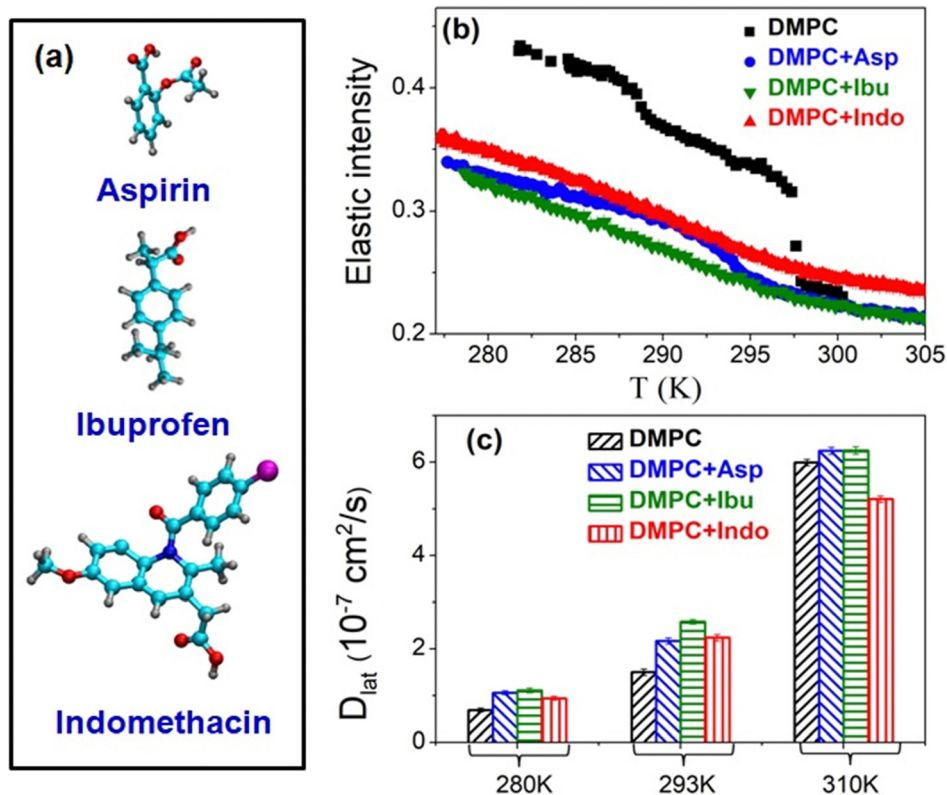 (a)
Aspirin
Ibuprofen
Indomethacin
(b)
DMPC
DMPC+Asp
DMPC+Ibu
DMPC+Indo
Elastic intensity
0.4
0.3
0.2
280 285 290 295 300 305
T (K)
(c)
DMPC
DMPC+Asp
DMPC+Ibu
DMPC+Indo
D_lat (10^-7 cm^2/s)
6
4
2
0
280K 293K 310K